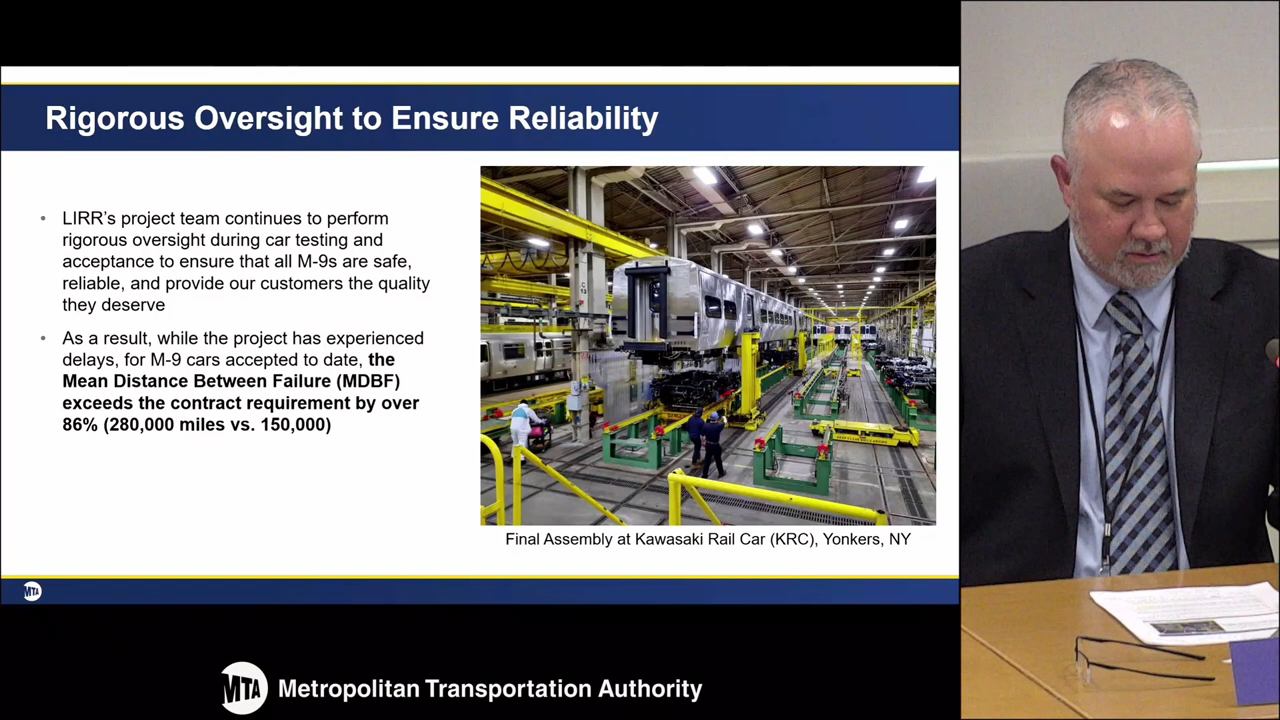 Rigorous Oversight to Ensure Reliability
• LIRR's project team continues to perform
rigorous oversight during car testing and
acceptance to ensure that all M-9s are safe,
reliable, and provide our customers the quality
they deserve
• As a result, while the project has experienced
delays, for M-9 cars accepted to date, the
Mean Distance Between Failure (MDBF)
exceeds the contract requirement by over
86% (280,000 miles vs. 150,000)
Final Assembly at Kawasaki Rail Car (KRC), Yonkers, NY
MTA
MTA Metropolitan Transportation Authority